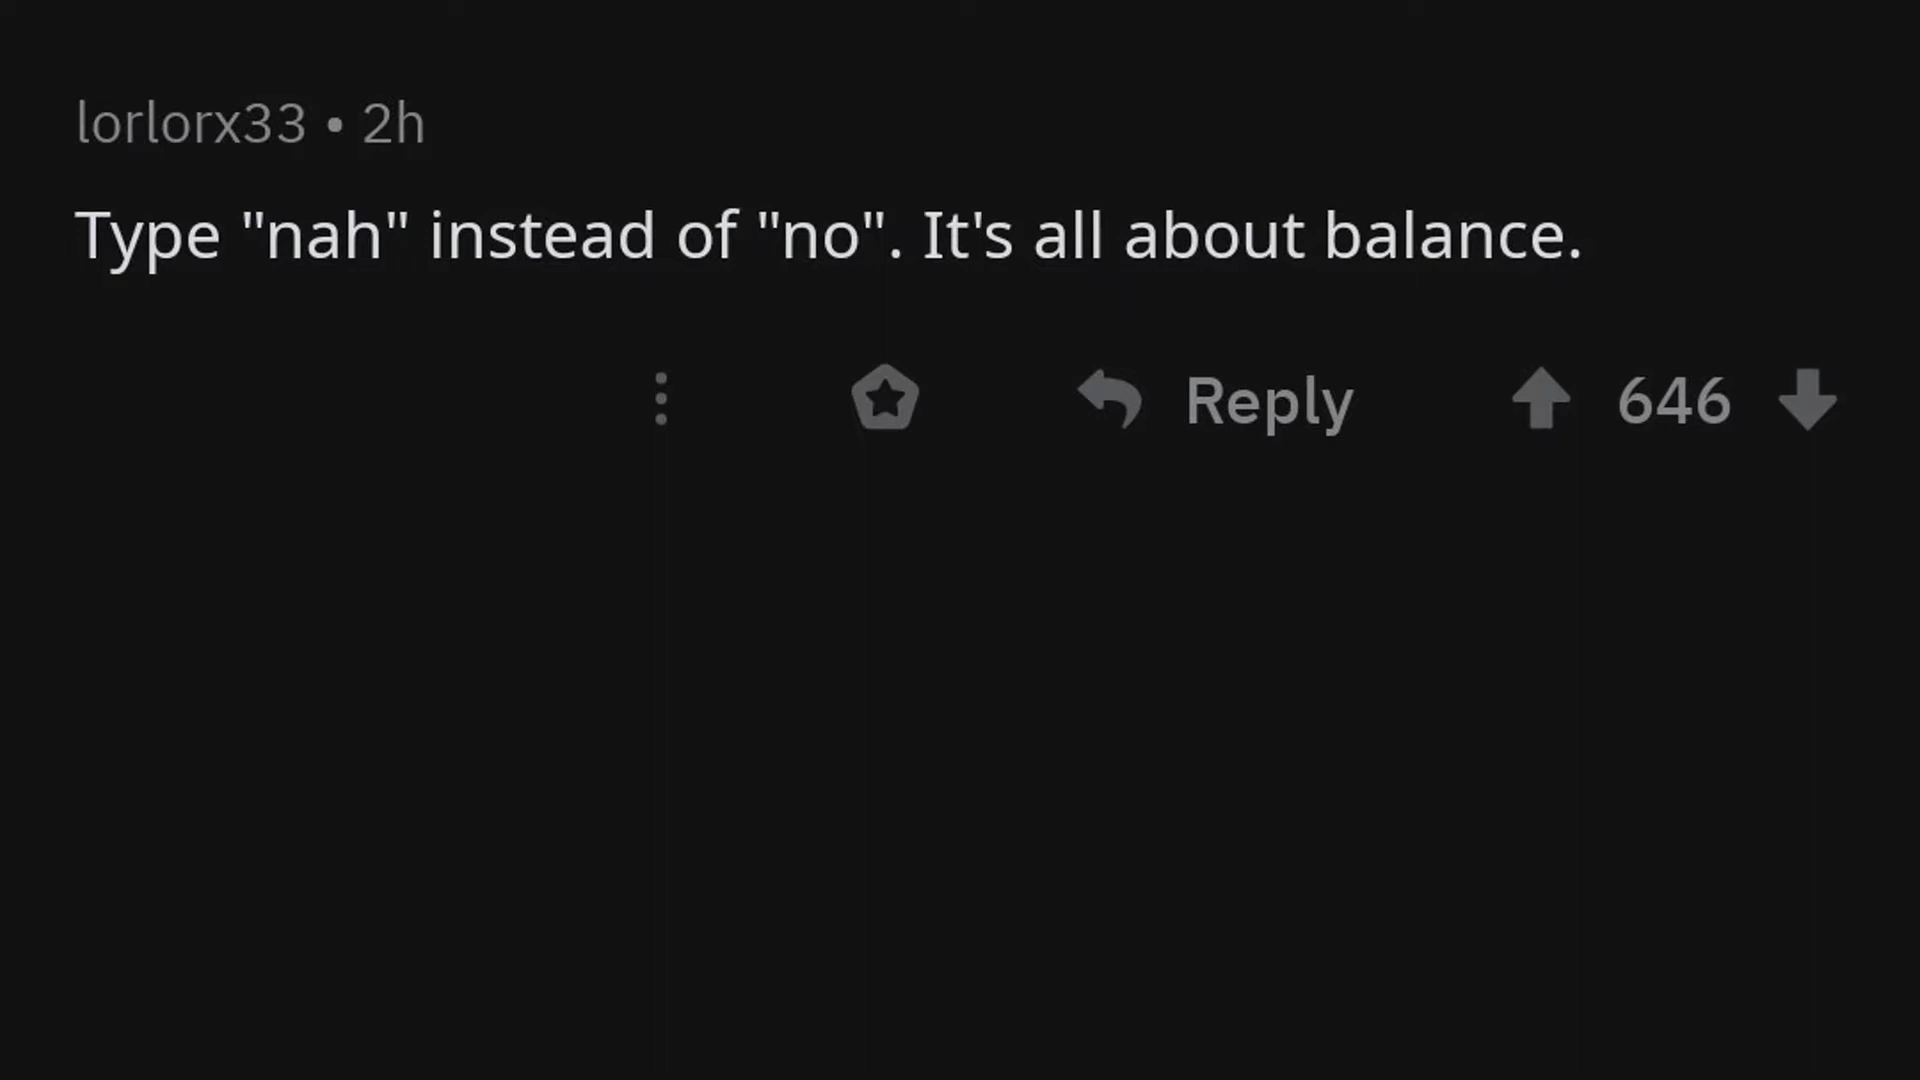 lorlorx33 • 2h
Type "nah" instead of "no". It's all about balance.
Reply 646